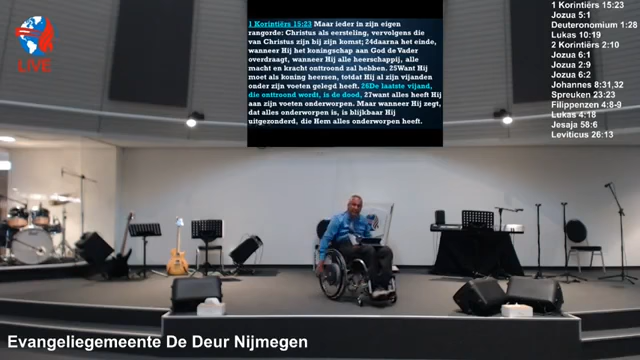 LIVE
1 Korintiërs 15:23 Maar ieder in zijn eigen
rangorde: Christus als eersteling, vervolgens die
van Christus zijn bij zijn komst; 24daarna het einde,
wanneer Hij het koningschap aan God de Vader
overdraagt, wanneer Hij alle heerschappij, alle
macht en kracht onttroond zal hebben. 25Want Hij
moet als koning heersen, totdat Hij al zijn vijanden
onder zijn voeten gelegd heeft. 26De laatste vijand,
die onttroond wordt, is de dood, 27want alles heeft Hij
aan zijn voeten onderworpen. Maar wanneer Hij zegt,
dat alles onderworpen is, is blijkbaar Hij
uitgezonderd, die Hem alles onderworpen heeft.
1 Korintiërs 15:23
Jozua 5:1
Deuteronomium 1:28
Lukas 10:19
2 Korintiërs 2:10
Jozua 6:1
Jozua 2:9
Jozua 6:2
Johannes 8:31,32
Spreuken 23:23
Filippenzen 4:8-9
Lukas 4:18
Jesaja 58:6
Leviticus 26:13
Evangeliegemeente De Deur Nijmegen